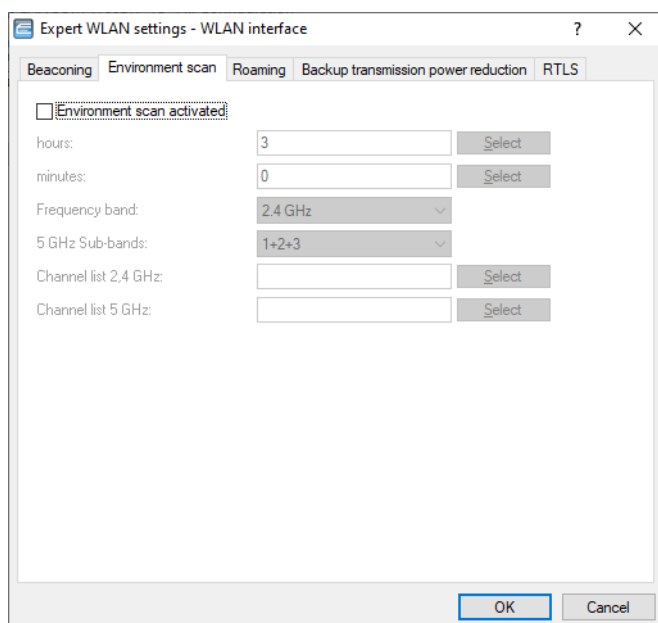 Expert WLAN settings - WLAN interface ?
Beaconing Environment scan Roaming Backup transmission power reduction RTLS
Environment scan activated
hours: 3 Select
minutes: 0 Select
Frequency band: 2.4 GHz
5 GHz Sub-bands: 1+2+3
Channel list 2,4 GHz: Select
Channel list 5 GHz: Select
OK Cancel